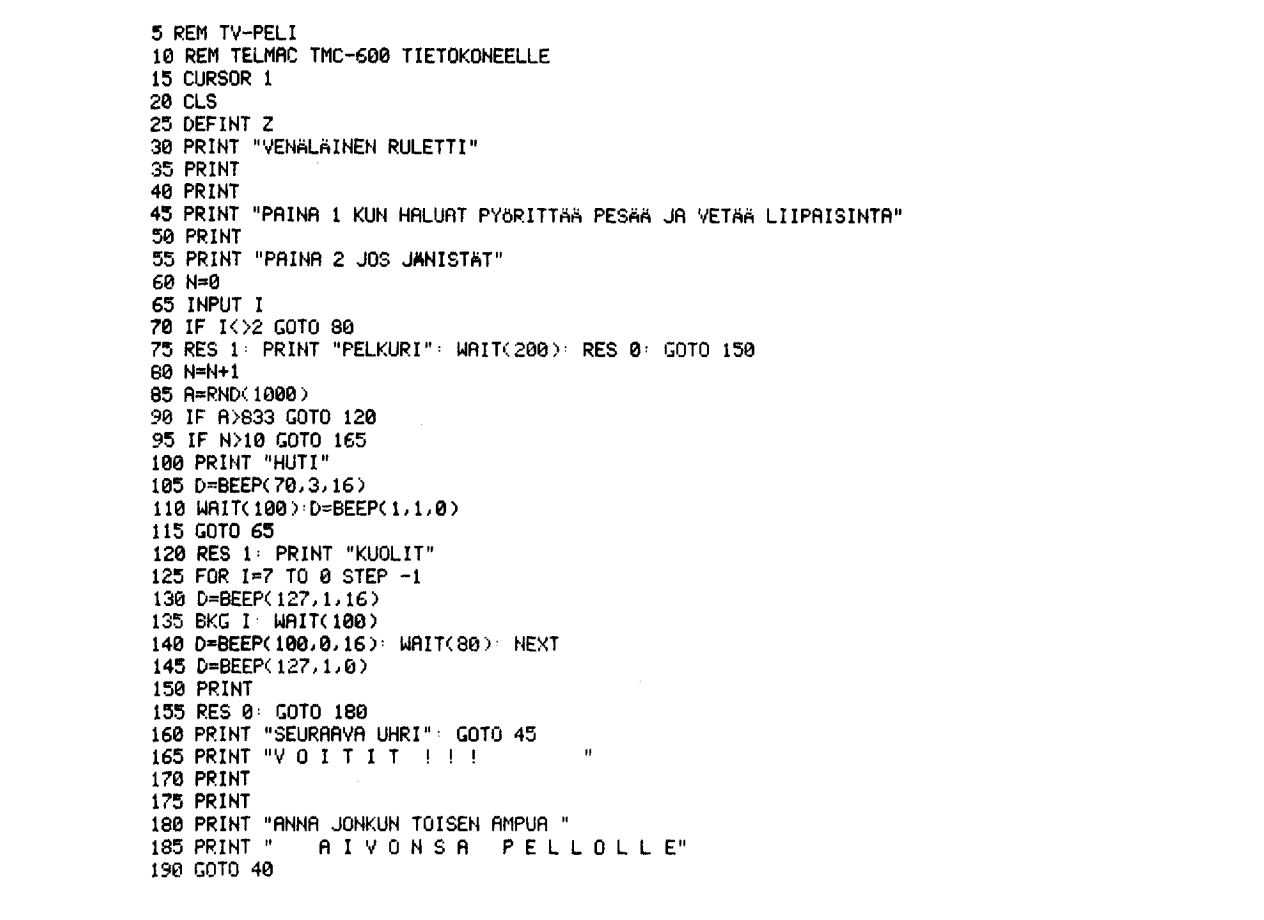 5 REM TV-PELI
10 REM TELMAC TMC-600 TIETOKONEELLE
15 CURSOR 1
20 CLS
25 DEFINT Z
30 PRINT "VENÄLÄINEN RULETTI"
35 PRINT
40 PRINT
45 PRINT "PAINA 1 KUN HALUAT PYÖRITTÄÄ PESÄÄ JA VETÄÄ LIIPAISINTA"
50 PRINT
55 PRINT "PAINA 2 JOS JÄNISTÄT"
60 N=0
65 INPUT I
70 IF I<>2 GOTO 80
75 RES 1: PRINT "PELKURI": WAIT(200): RES 0: GOTO 150
80 N=N+1
85 A=RND(1000)
90 IF A>833 GOTO 120
95 IF N>10 GOTO 165
100 PRINT "HUTI"
105 D=BEEP(70,3,16)
110 WAIT(100):D=BEEP(1,1,0)
115 GOTO 65
120 RES 1: PRINT "KUOLIT"
125 FOR I=7 TO 0 STEP -1
130 D=BEEP(127,1,16)
135 BKG I: WAIT(100)
140 D=BEEP(100,0,16): WAIT(80): NEXT
145 D=BEEP(127,1,0)
150 PRINT
155 RES 0: GOTO 180
160 PRINT "SEURAAVA UHRI": GOTO 45
165 PRINT "V O I T I T  ! ! !          "
170 PRINT
175 PRINT
180 PRINT "ANNA JONKUN TOISEN AMPUA "
185 PRINT "    A I V O N S A   P E L L O L L E"
190 GOTO 40